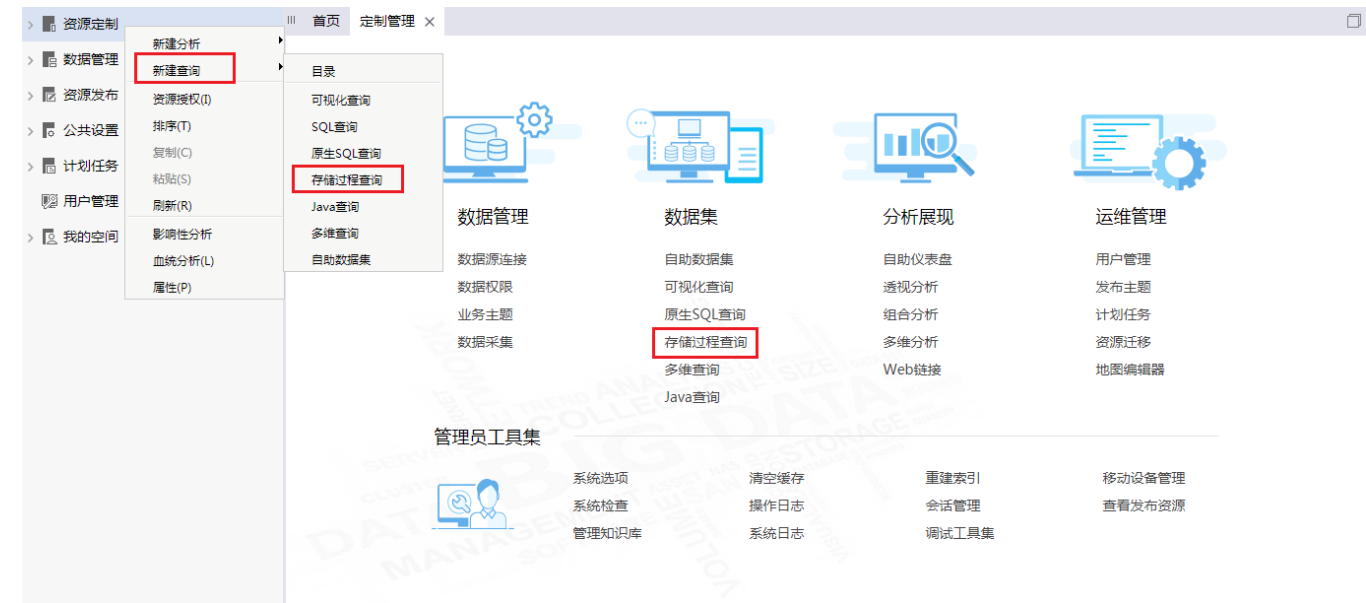 资源定制
数据管理
资源发布
公共设置
计划任务
用户管理
我的空间
新建分析
新建查询
资源授权(I)
排序(T)
复制(C)
粘贴(S)
刷新(R)
影响性分析
血统分析(L)
属性(P)
目录
可视化查询
SQL查询
原生SQL查询
存储过程查询
Java查询
多维查询
自助数据集
首页 定制管理
数据管理
数据源连接
数据权限
业务主题
数据采集
数据集
自助数据集
可视化查询
原生SQL查询
存储过程查询
多维查询
Java查询
分析展现
自助仪表盘
透视分析
组合分析
多维分析
Web链接
运维管理
用户管理
发布主题
计划任务
资源迁移
地图编辑器
管理员工具集
系统选项 清空缓存 重建索引 移动设备管理
系统检查 操作日志 会话管理 查看发布资源
管理知识库 系统日志 调试工具集
BIG DATA
COLLECTION
MANAGEMENT
STORAGE
SIZE
VOLUME